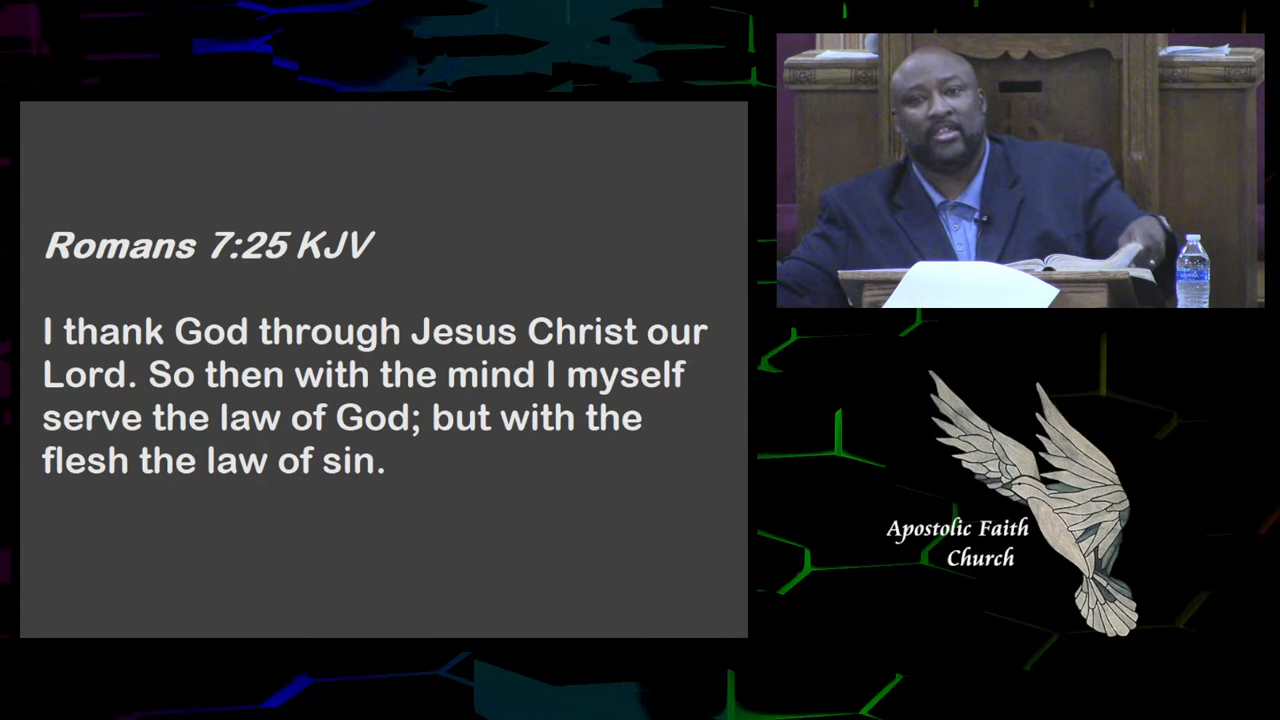 Romans 7:25 KJV
I thank God through Jesus Christ our
Lord. So then with the mind I myself
serve the law of God; but with the
flesh the law of sin.
Apostolic Faith
Church